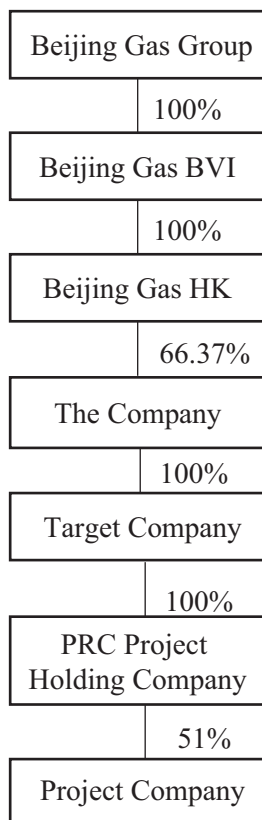 Beijing Gas Group
100%
Beijing Gas BVI
100%
Beijing Gas HK
66.37%
The Company
100%
Target Company
100%
PRC Project
Holding Company
51%
Project Company